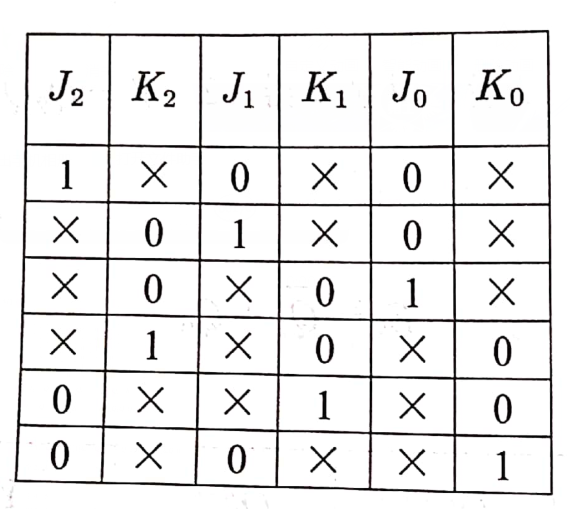 J₂ K₂ J₁ K₁ J₀ K₀
1 × 0 × 0 ×
× 0 1 × 0 ×
× 0 × 0 1 ×
× 1 × 0 × 0
0 × × 1 × 0
0 × 0 × × 1